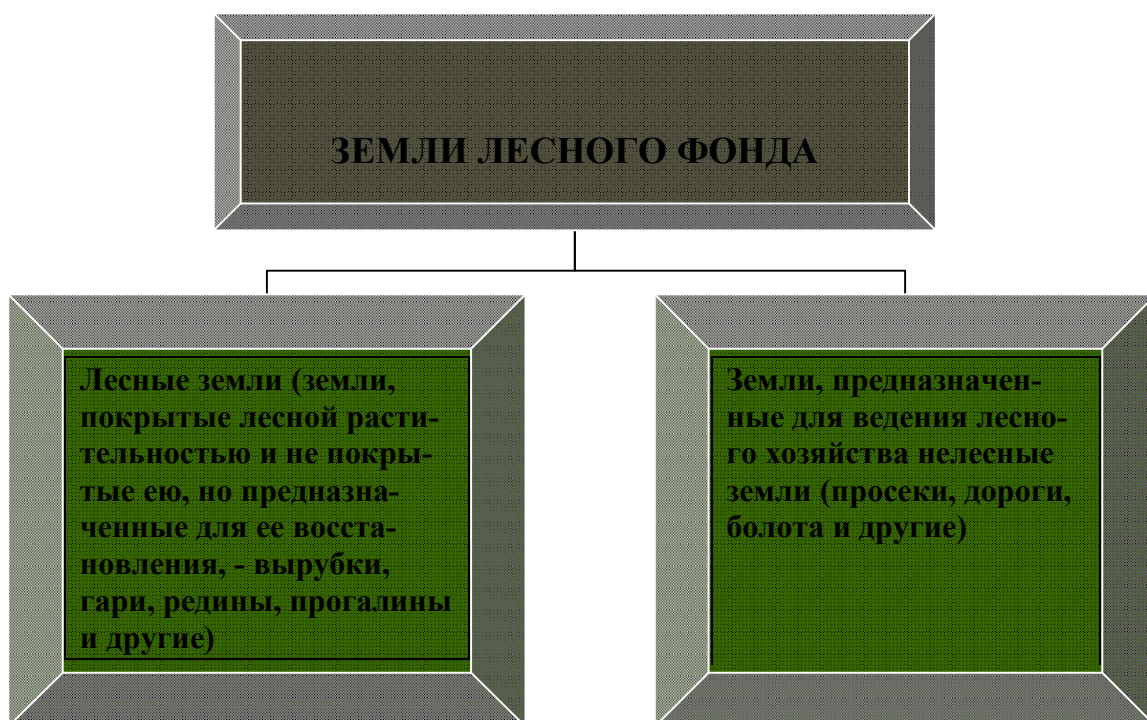 ЗЕМЛИ ЛЕСНОГО ФОНДА
Лесные земли (земли,
покрытые лесной расти-
тельностью и не покры-
тые ею, но предназна-
ченные для ее восста-
новления, - вырубки,
гари, редины, прогалины
и другие)
Земли, предназначен-
ные для ведения лесно-
го хозяйства нелесные
земли (просеки, дороги,
болота и другие)